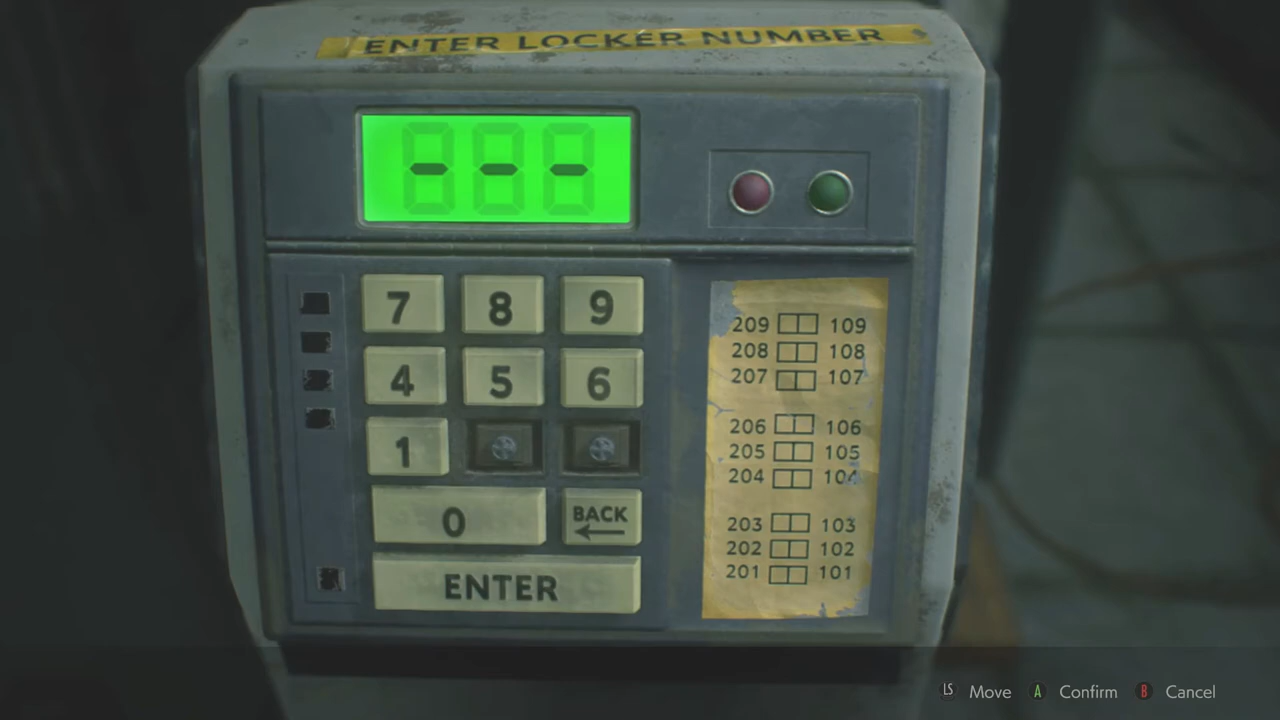 ENTER LOCKER NUMBER
- - -
7 8 9
4 5 6
1
0 BACK
ENTER
209 109
208 108
207 107
206 106
205 105
204 104
203 103
202 102
201 101
LS Move A Confirm B Cancel